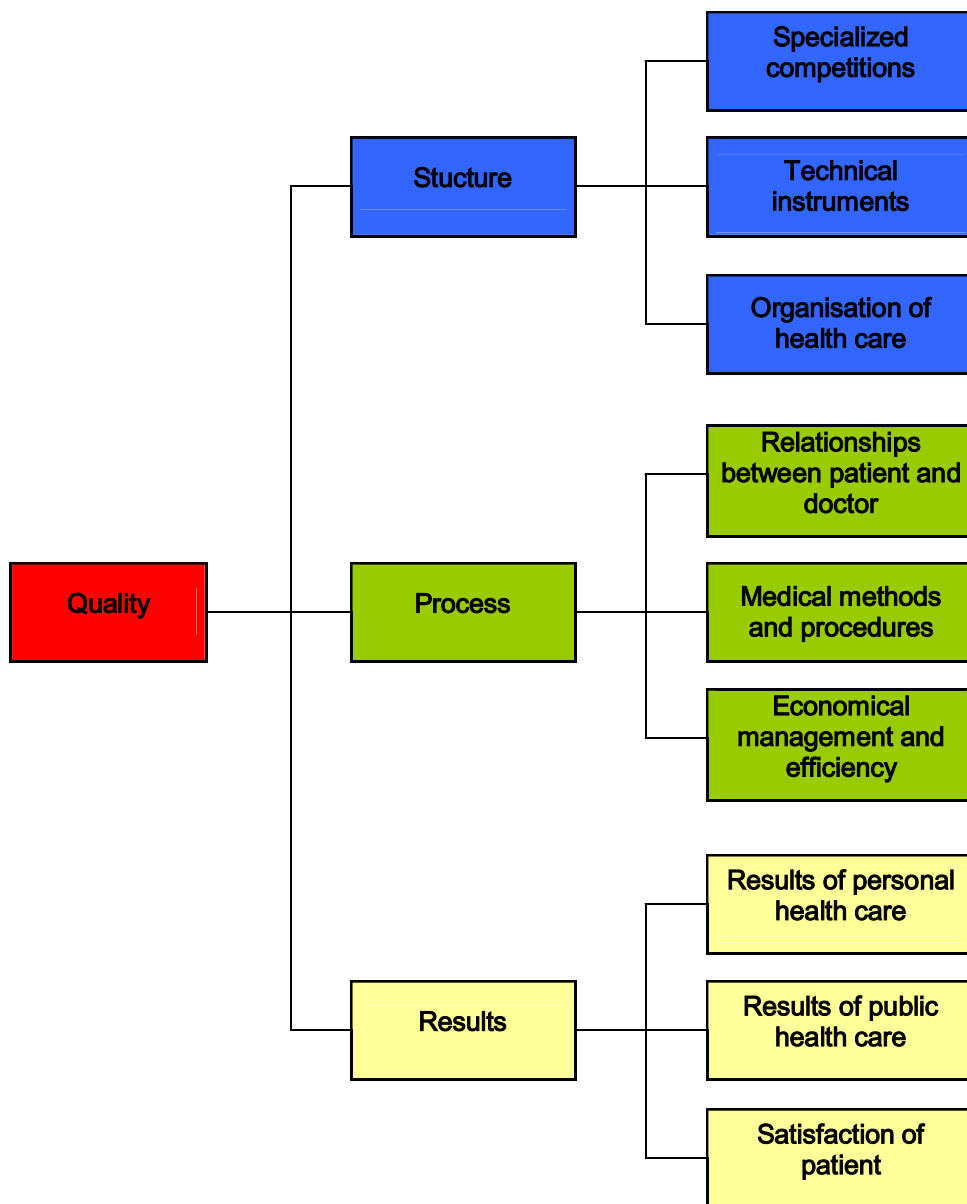 Specialized
competitions
Stucture
Technical
instruments
Organisation of
health care
Relationships
between patient and
doctor
Quality
Process
Medical methods
and procedures
Economical
management and
efficiency
Results of personal
health care
Results
Results of public
health care
Satisfaction of
patient